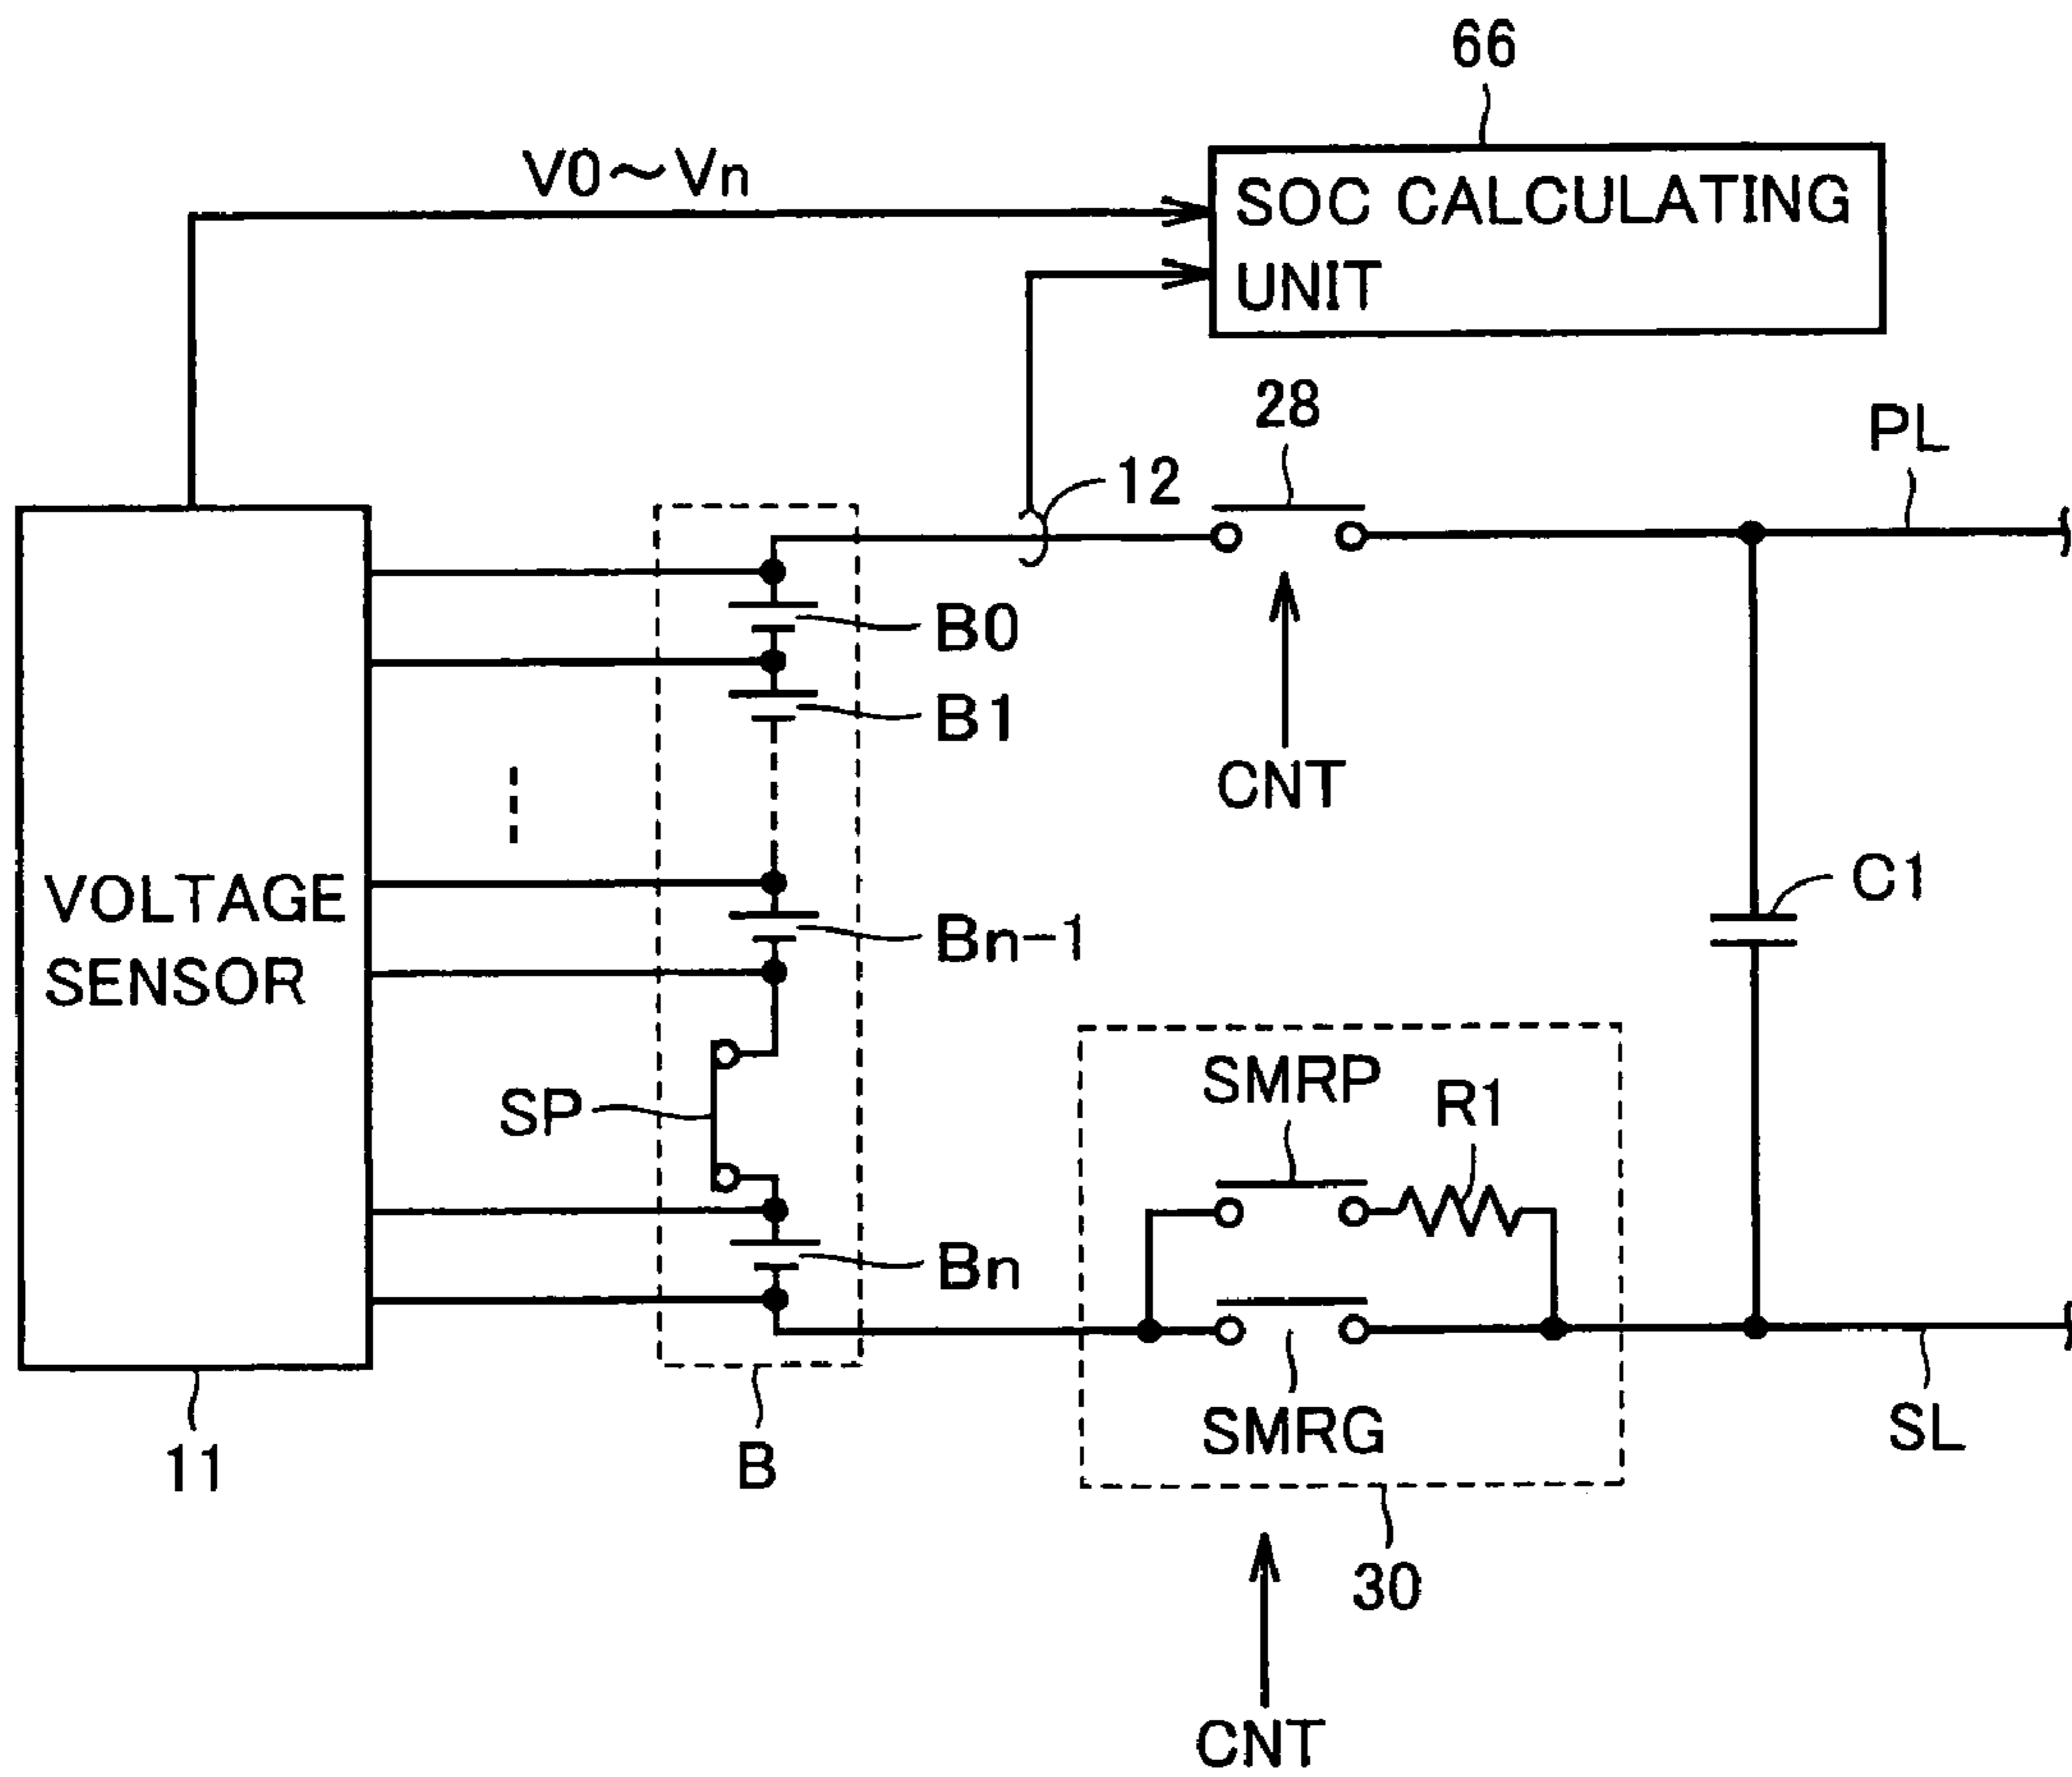 66
V0～Vn
SOC CALCULATING
UNIT
28
PL
12
B0
B1
CNT
VOLTAGE
SENSOR
C1
Bn-1
SMRP
R1
SP
Bn
SMRG
SL
11
B
30
CNT